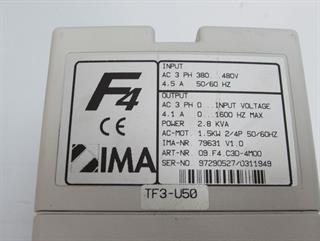 F4
CE
IMA
INPUT
AC 3 PH 380...480V
4.5 A 50/60 HZ
OUTPUT
AC 3 PH 0...INPUT VOLTAGE
4.1 A 0...1600 HZ MAX
POWER 2.8 KVA
AC-MOT. 1.5KW 2/4P 50/60HZ
IMA-NR. 79631 V1.0
ART-NR. 09.F4.C3D-4M00
SER-NO 97290527/0311949
TF3-U50